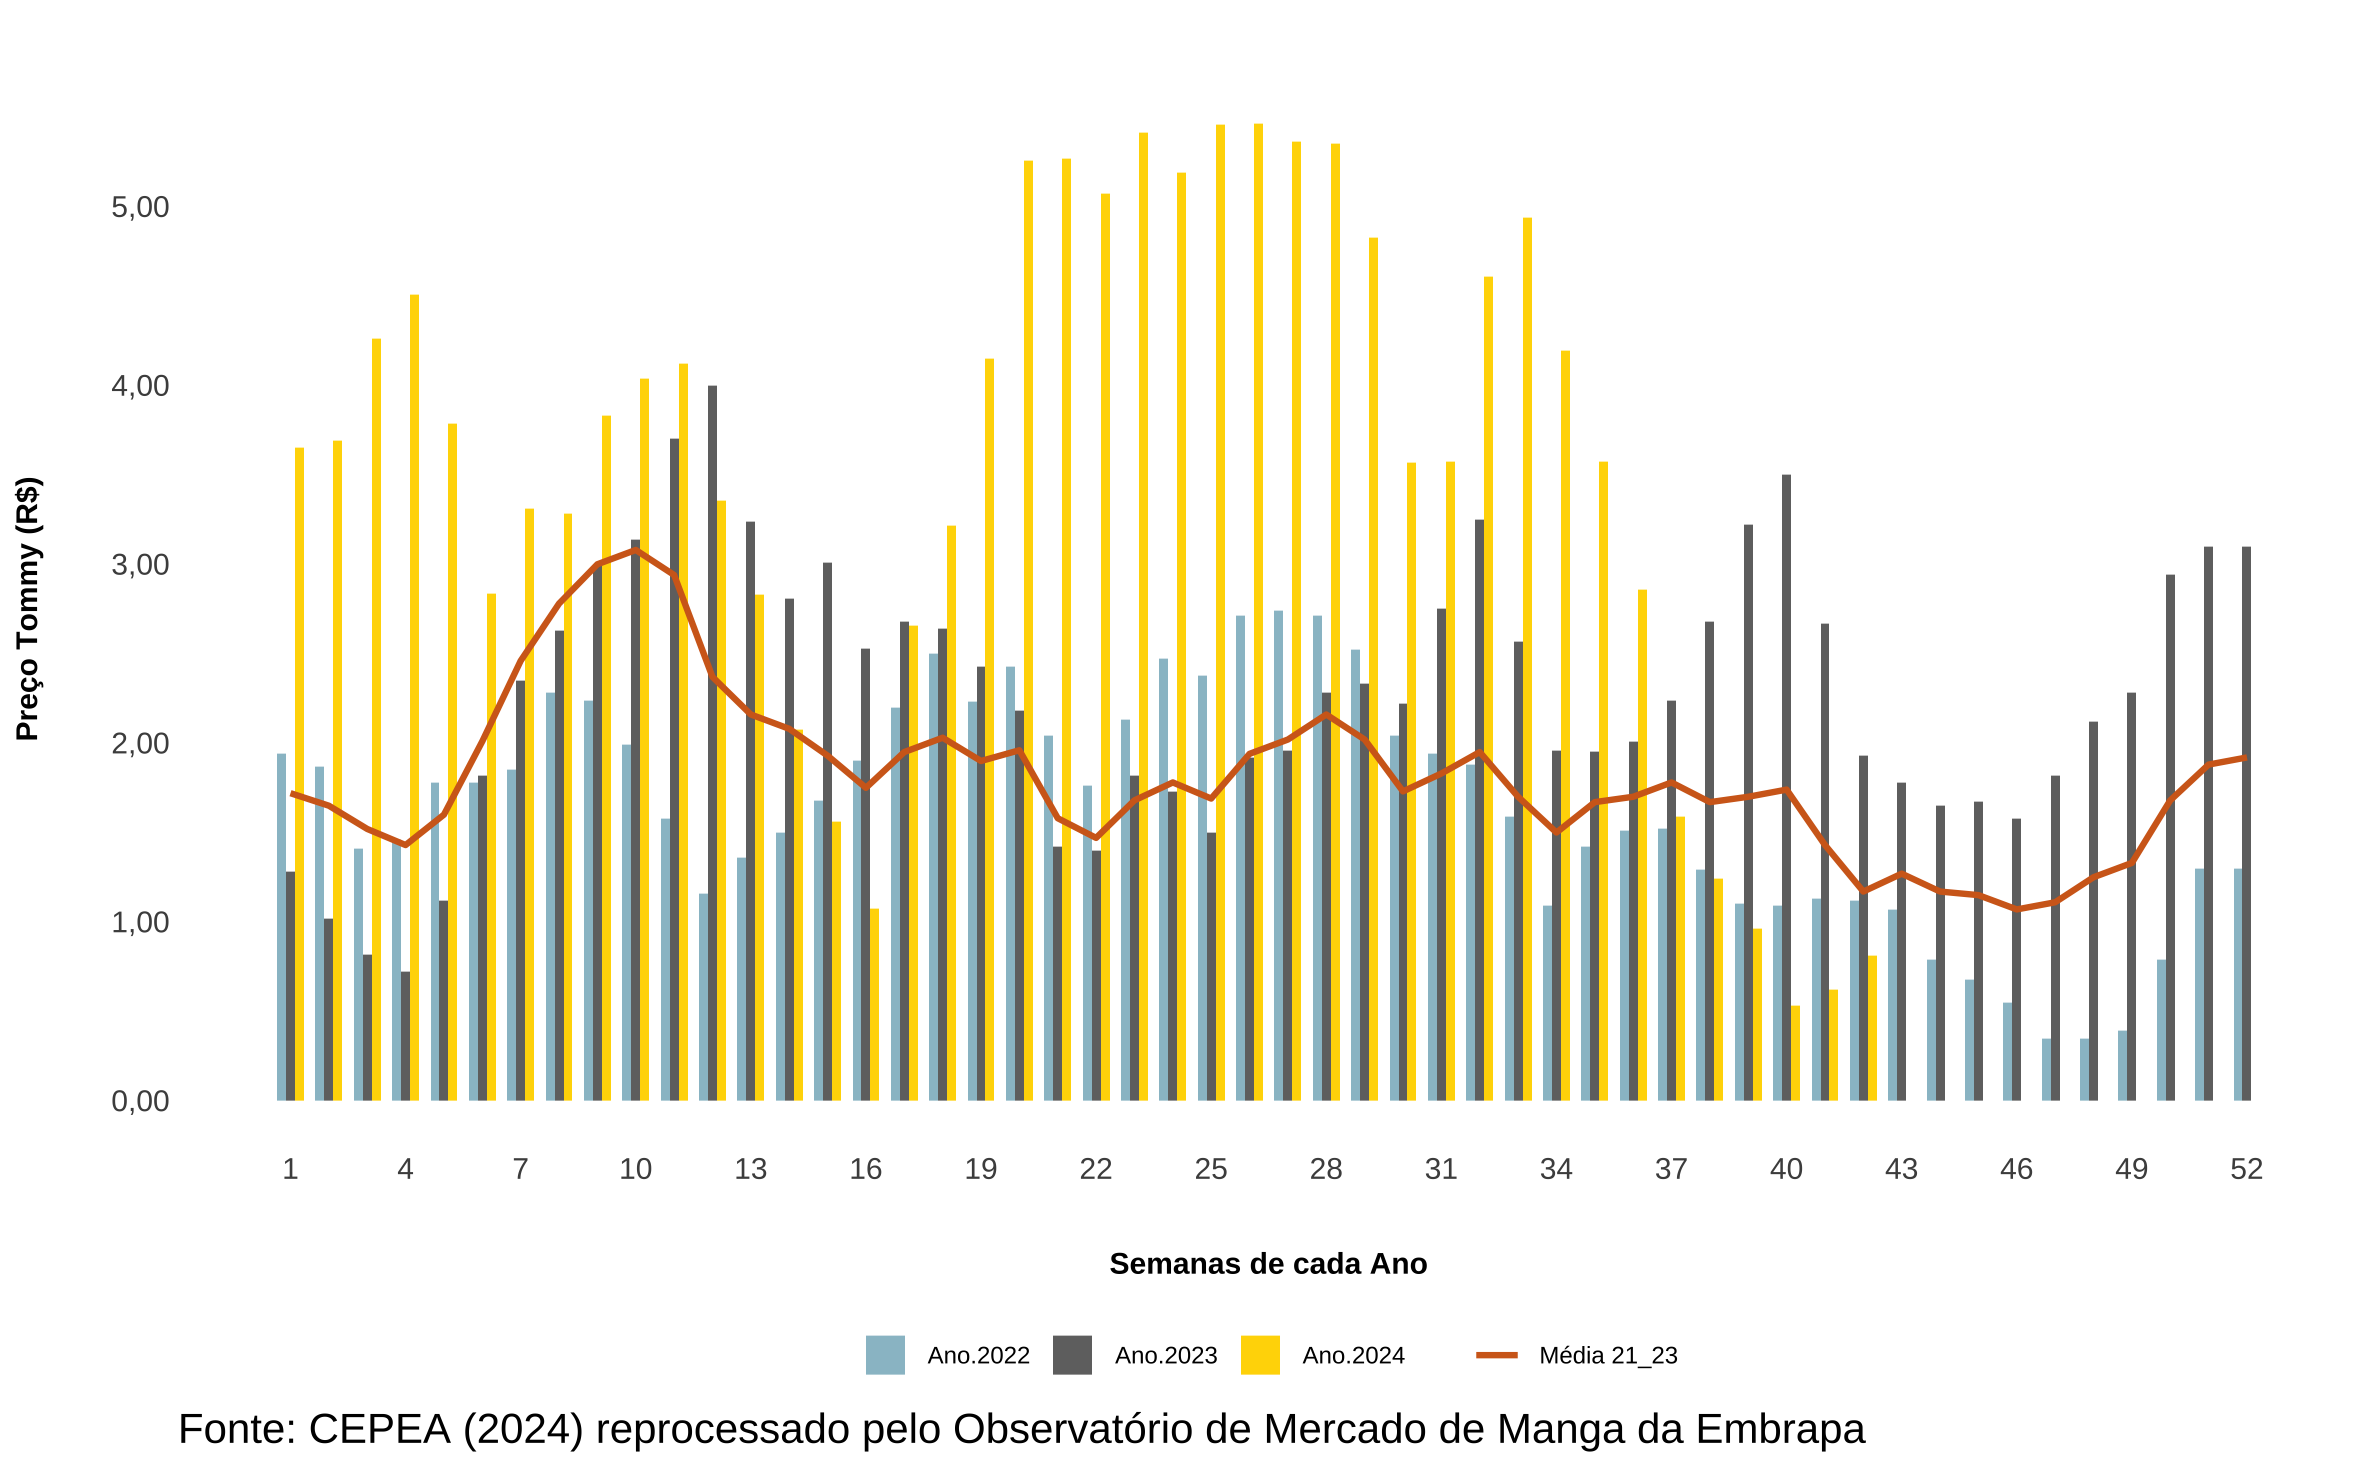 5,00
4,00
3,00
2,00
1,00
0,00
Preço Tommy (R$)
1 4 7 10 13 16 19 22 25 28 31 34 37 40 43 46 49 52
Semanas de cada Ano
Ano.2022 Ano.2023 Ano.2024 Média 21_23
Fonte: CEPEA (2024) reprocessado pelo Observatório de Mercado de Manga da Embrapa